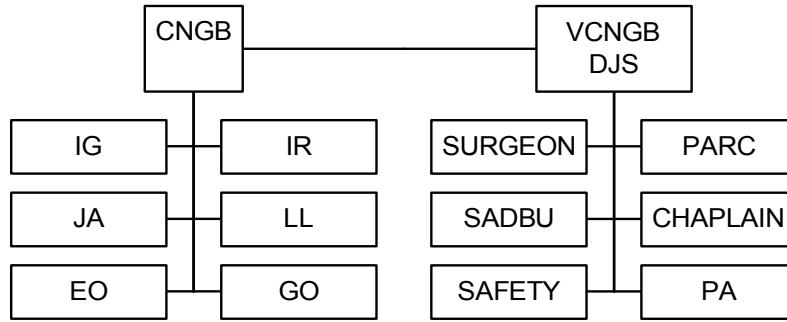 CNGB
VCNGB
DJS
IG
IR
SURGEON
PARC
JA
LL
SADBU
CHAPLAIN
EO
GO
SAFETY
PA